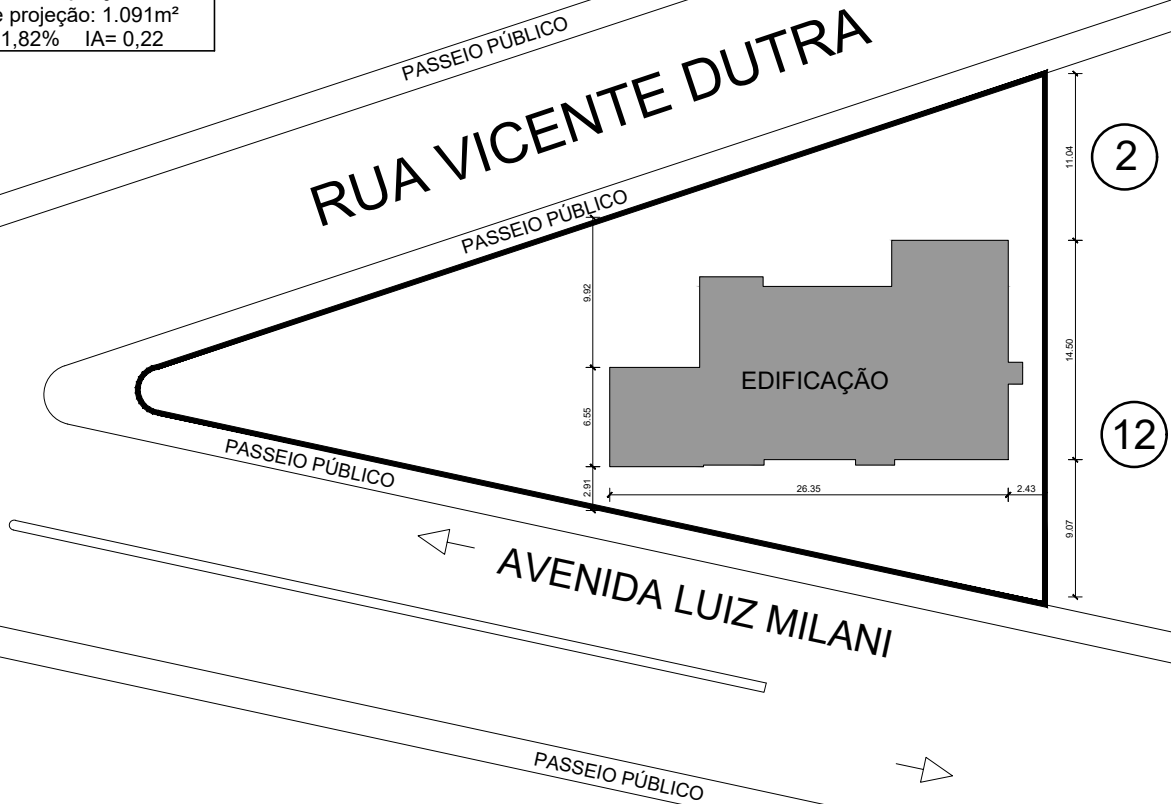 e projeção: 1.091m²
1,82% IA= 0,22
PASSEIO PÚBLICO
RUA VICENTE DUTRA
PASSEIO PÚBLICO
2
11.04
9.92
14.50
EDIFICAÇÃO
6.55
12
PASSEIO PÚBLICO
2.91
26.35
2.43
9.07
AVENIDA LUIZ MILANI
PASSEIO PÚBLICO